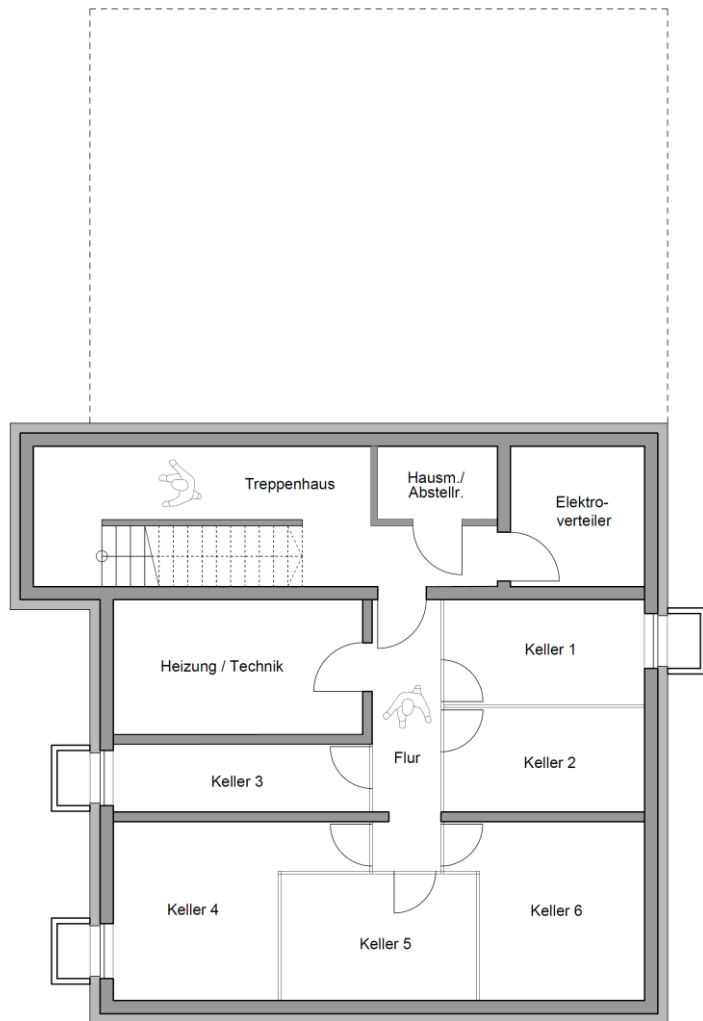 Treppenhaus
Hausm./
Abstellr.
Elektro-
verteiler
Heizung / Technik
Keller 1
Flur
Keller 2
Keller 3
Keller 4
Keller 5
Keller 6